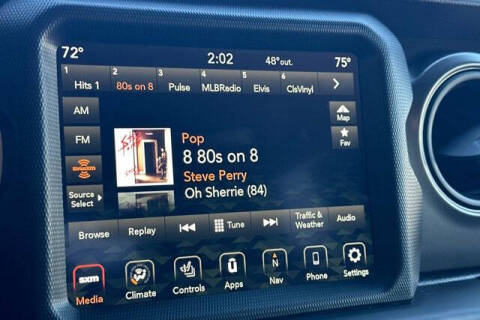 72° 2:02 48° out. 75°
1 2 3 4 5 6
Hits 1 80s on 8 Pulse MLBRadio Elvis ClsVinyl
AM
FM
Pop
8 80s on 8
Steve Perry
Oh Sherrie (84)
Map
Fav
siriusxm
Source
Select
Browse Replay Tune Traffic &
Weather Audio
sxm
Media Climate Controls Apps Nav Phone Settings
N